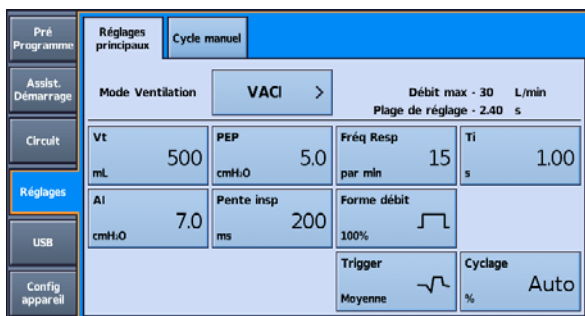 Pré Programme
Réglages principaux
Cycle manuel
Assist. Démarrage
Mode Ventilation
VACI >
Débit max - 30 L/min
Plage de réglage - 2.40 s
Circuit
Vt
500
mL
PEP
5.0
cmH₂O
Fréq Resp
15
par min
Ti
1.00
s
Réglages
AI
7.0
cmH₂O
Pente insp
200
ms
Forme débit
100%
USB
Trigger
Moyenne
Cyclage
Auto
%
Config appareil